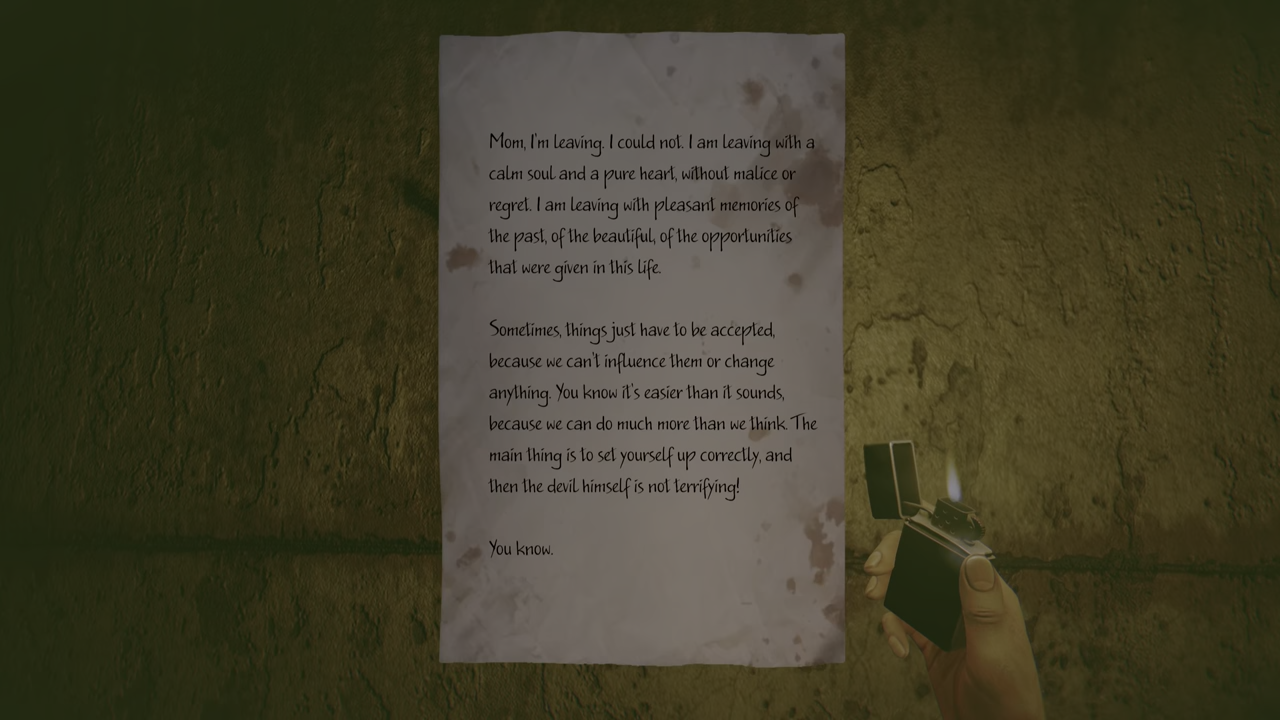 Mom, I'm leaving. I could not. I am leaving with a
calm soul and a pure heart, without malice or
regret. I am leaving with pleasant memories of
the past, of the beautiful, of the opportunities
that were given in this life.
Sometimes, things just have to be accepted,
because we can't influence them or change
anything. You know it's easier than it sounds,
because we can do much more than we think. The
main thing is to set yourself up correctly, and
then the devil himself is not terrifying!
You know.